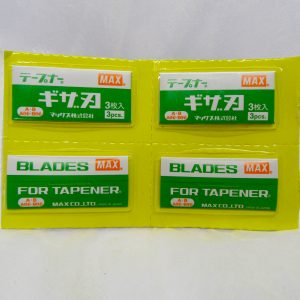 テープナー MAX
ギザ刃 3枚入
3pcs.
A・B
マックス株式会社
テープナー MAX
ギザ刃 3枚入
3pcs.
A・B
マックス株式会社
BLADES MAX
A・B
FOR TAPENER
MAX CO.,LTD
BLADES MAX
A・B
FOR TAPENER
MAX CO.,LTD